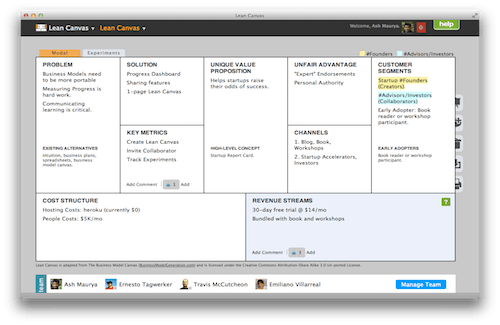 Lean Canvas
Lean Canvas
Lean Canvas
Welcome, Ash Maurya.
0
help
Model
Experiments
#Founders
#Advisors/Investors
PROBLEM
Business Models need
to be more portable
Measuring Progress is
hard work.
Communicating
learning is critical.
EXISTING ALTERNATIVES
Intuition, business plans,
spreadsheets, business
model canvas.
SOLUTION
Progress Dashboard
Sharing features
1-page Lean Canvas
KEY METRICS
Create Lean Canvas
Invite Collaborator
Track Experiments
Add Comment
1
Add
UNIQUE VALUE
PROPOSITION
Helps startups raise
their odds of success.
HIGH-LEVEL CONCEPT
Startup Report Card.
UNFAIR ADVANTAGE
"Expert" Endorsements
Personal Authority
CHANNELS
1. Blog, Book,
Workshops
2. Startup Accelerators,
Investors
CUSTOMER
SEGMENTS
Startup #Founders
(Creators)
#Advisors/Investors
(Collaborators)
Early Adopter: Book
reader or workshop
participant.
EARLY ADOPTERS
Book reader or workshop
participant.
COST STRUCTURE
Hosting Costs: heroku (currently $0)
People Costs: $5K/mo
REVENUE STREAMS
?
30-day free trial @ $14/mo
Bundled with book and workshops
Add Comment
Add
Lean Canvas is adapted from The Business Model Canvas (BusinessModelGeneration.com) and is licensed under the Creative Commons Attribution-Share Alike 3.0 Un-ported License.
team
Ash Maurya
Ernesto Tagwerker
Travis McCutcheon
Emiliano Villarreal
Manage Team